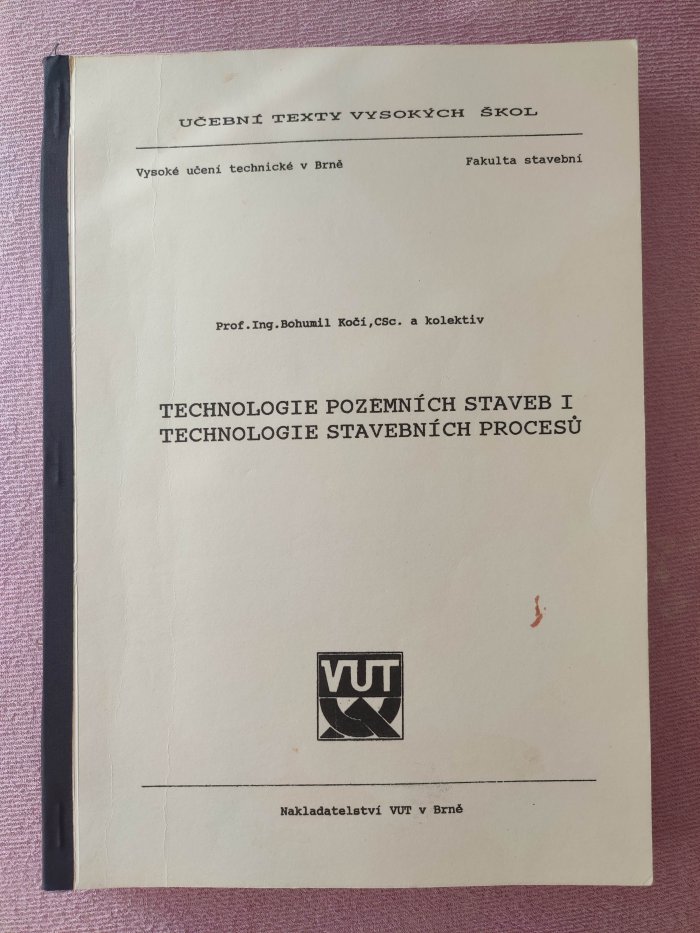 UČEBNÍ TEXTY VYSOKÝCH ŠKOL
Vysoké učení technické v Brně
Fakulta stavební
Prof.Ing.Bohumil Kočí,CSc. a kolektiv
TECHNOLOGIE POZEMNÍCH STAVEB I
TECHNOLOGIE STAVEBNÍCH PROCESŮ
VUT
Nakladatelství VUT v Brně